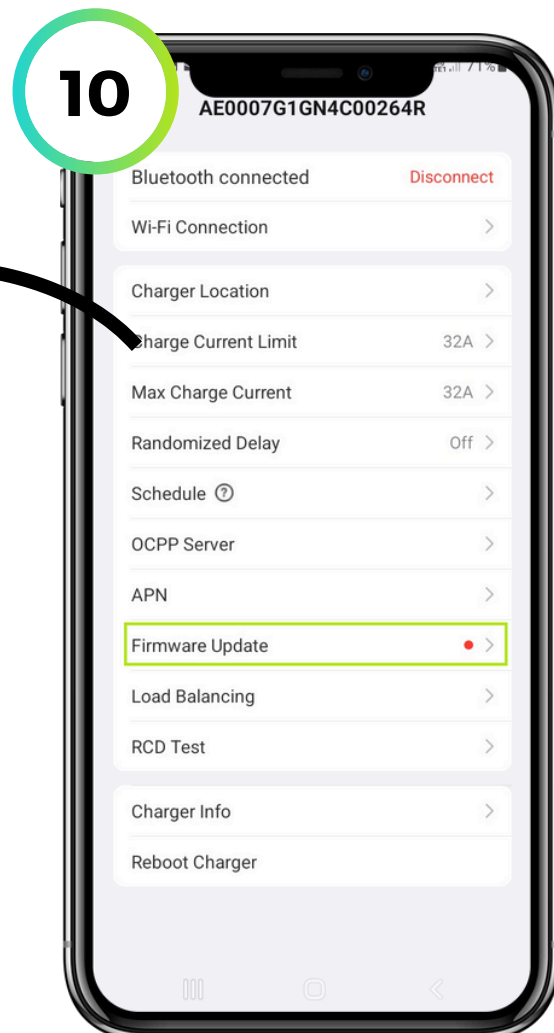 10
71%
AE0007G1GN4C00264R
Bluetooth connected Disconnect
Wi-Fi Connection
Charger Location
Charge Current Limit 32A
Max Charge Current 32A
Randomized Delay Off
Schedule ?
OCPP Server
APN
Firmware Update
Load Balancing
RCD Test
Charger Info
Reboot Charger